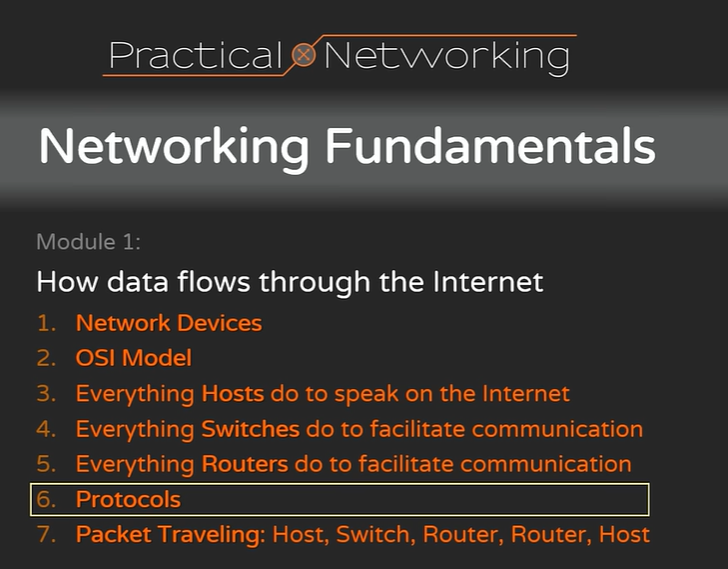 Practical Networking
Networking Fundamentals
Module 1:
How data flows through the Internet
1. Network Devices
2. OSI Model
3. Everything Hosts do to speak on the Internet
4. Everything Switches do to facilitate communication
5. Everything Routers do to facilitate communication
6. Protocols
7. Packet Traveling: Host, Switch, Router, Router, Host